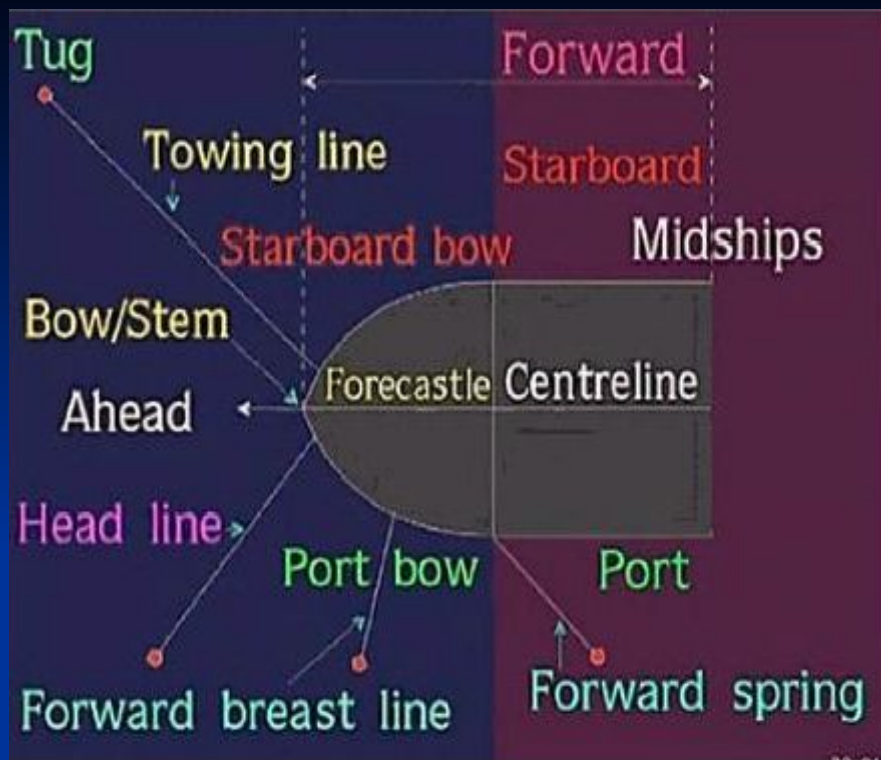 Tug
Forward
Towing line
Starboard
Starboard bow
Midships
Bow/Stem
Forecastle
Centreline
Ahead
Head line
Port bow
Port
Forward breast line
Forward spring